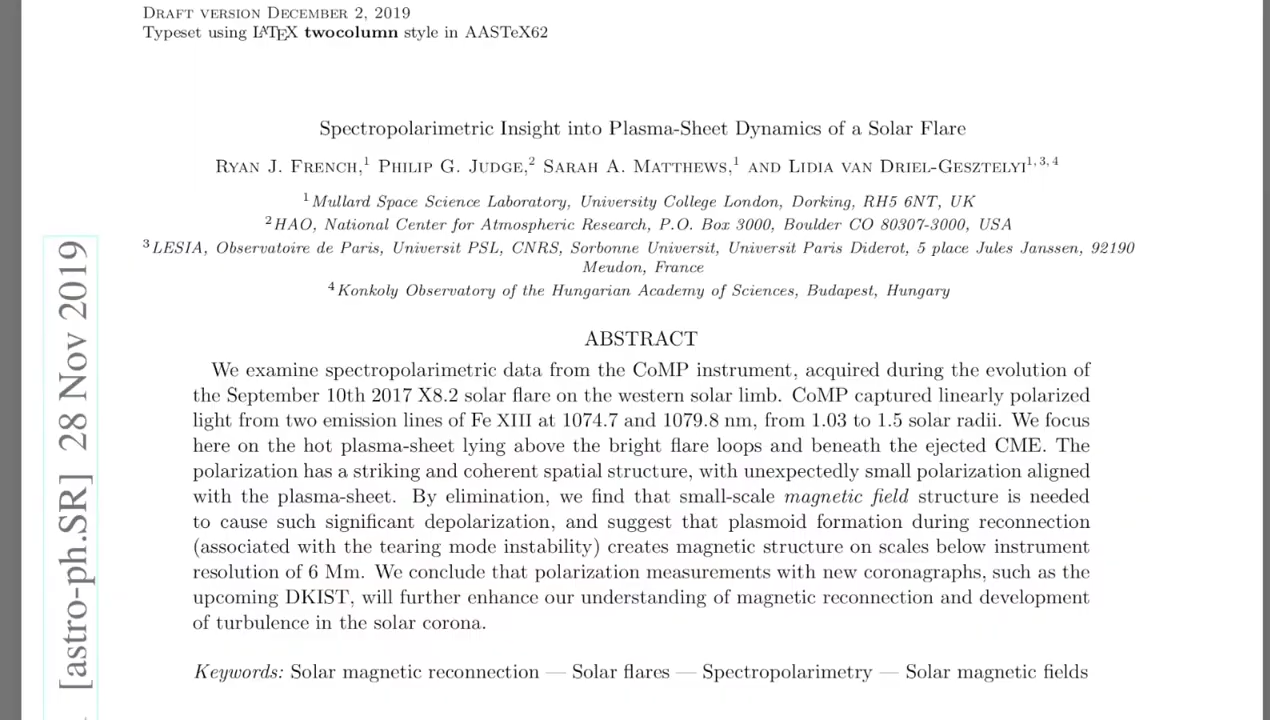 DRAFT VERSION DECEMBER 2, 2019
Typeset using LATEX twocolumn style in AASTeX62
Spectropolarimetric Insight into Plasma-Sheet Dynamics of a Solar Flare
RYAN J. FRENCH,1 PHILIP G. JUDGE,2 SARAH A. MATTHEWS,1 AND LIDIA VAN DRIEL-GESZTELYI1,3,4
1Mullard Space Science Laboratory, University College London, Dorking, RH5 6NT, UK
2HAO, National Center for Atmospheric Research, P.O. Box 3000, Boulder CO 80307-3000, USA
3LESIA, Observatoire de Paris, Universit PSL, CNRS, Sorbonne Universit, Universit Paris Diderot, 5 place Jules Janssen, 92190
Meudon, France
4Konkoly Observatory of the Hungarian Academy of Sciences, Budapest, Hungary
ABSTRACT
We examine spectropolarimetric data from the CoMP instrument, acquired during the evolution of
the September 10th 2017 X8.2 solar flare on the western solar limb. CoMP captured linearly polarized
light from two emission lines of Fe XIII at 1074.7 and 1079.8 nm, from 1.03 to 1.5 solar radii. We focus
here on the hot plasma-sheet lying above the bright flare loops and beneath the ejected CME. The
polarization has a striking and coherent spatial structure, with unexpectedly small polarization aligned
with the plasma-sheet. By elimination, we find that small-scale magnetic field structure is needed
to cause such significant depolarization, and suggest that plasmoid formation during reconnection
(associated with the tearing mode instability) creates magnetic structure on scales below instrument
resolution of 6 Mm. We conclude that polarization measurements with new coronagraphs, such as the
upcoming DKIST, will further enhance our understanding of magnetic reconnection and development
of turbulence in the solar corona.
Keywords: Solar magnetic reconnection — Solar flares — Spectropolarimetry — Solar magnetic fields
[astro-ph.SR] 28 Nov 2019